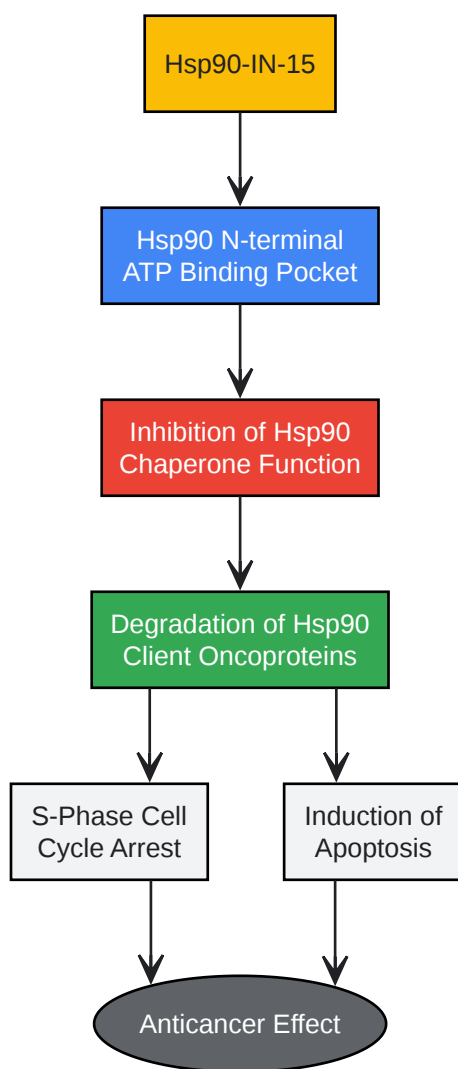 Hsp90-IN-15
Hsp90 N-terminal
ATP Binding Pocket
Inhibition of Hsp90
Chaperone Function
Degradation of Hsp90
Client Oncoproteins
S-Phase Cell
Cycle Arrest
Induction of
Apoptosis
Anticancer Effect